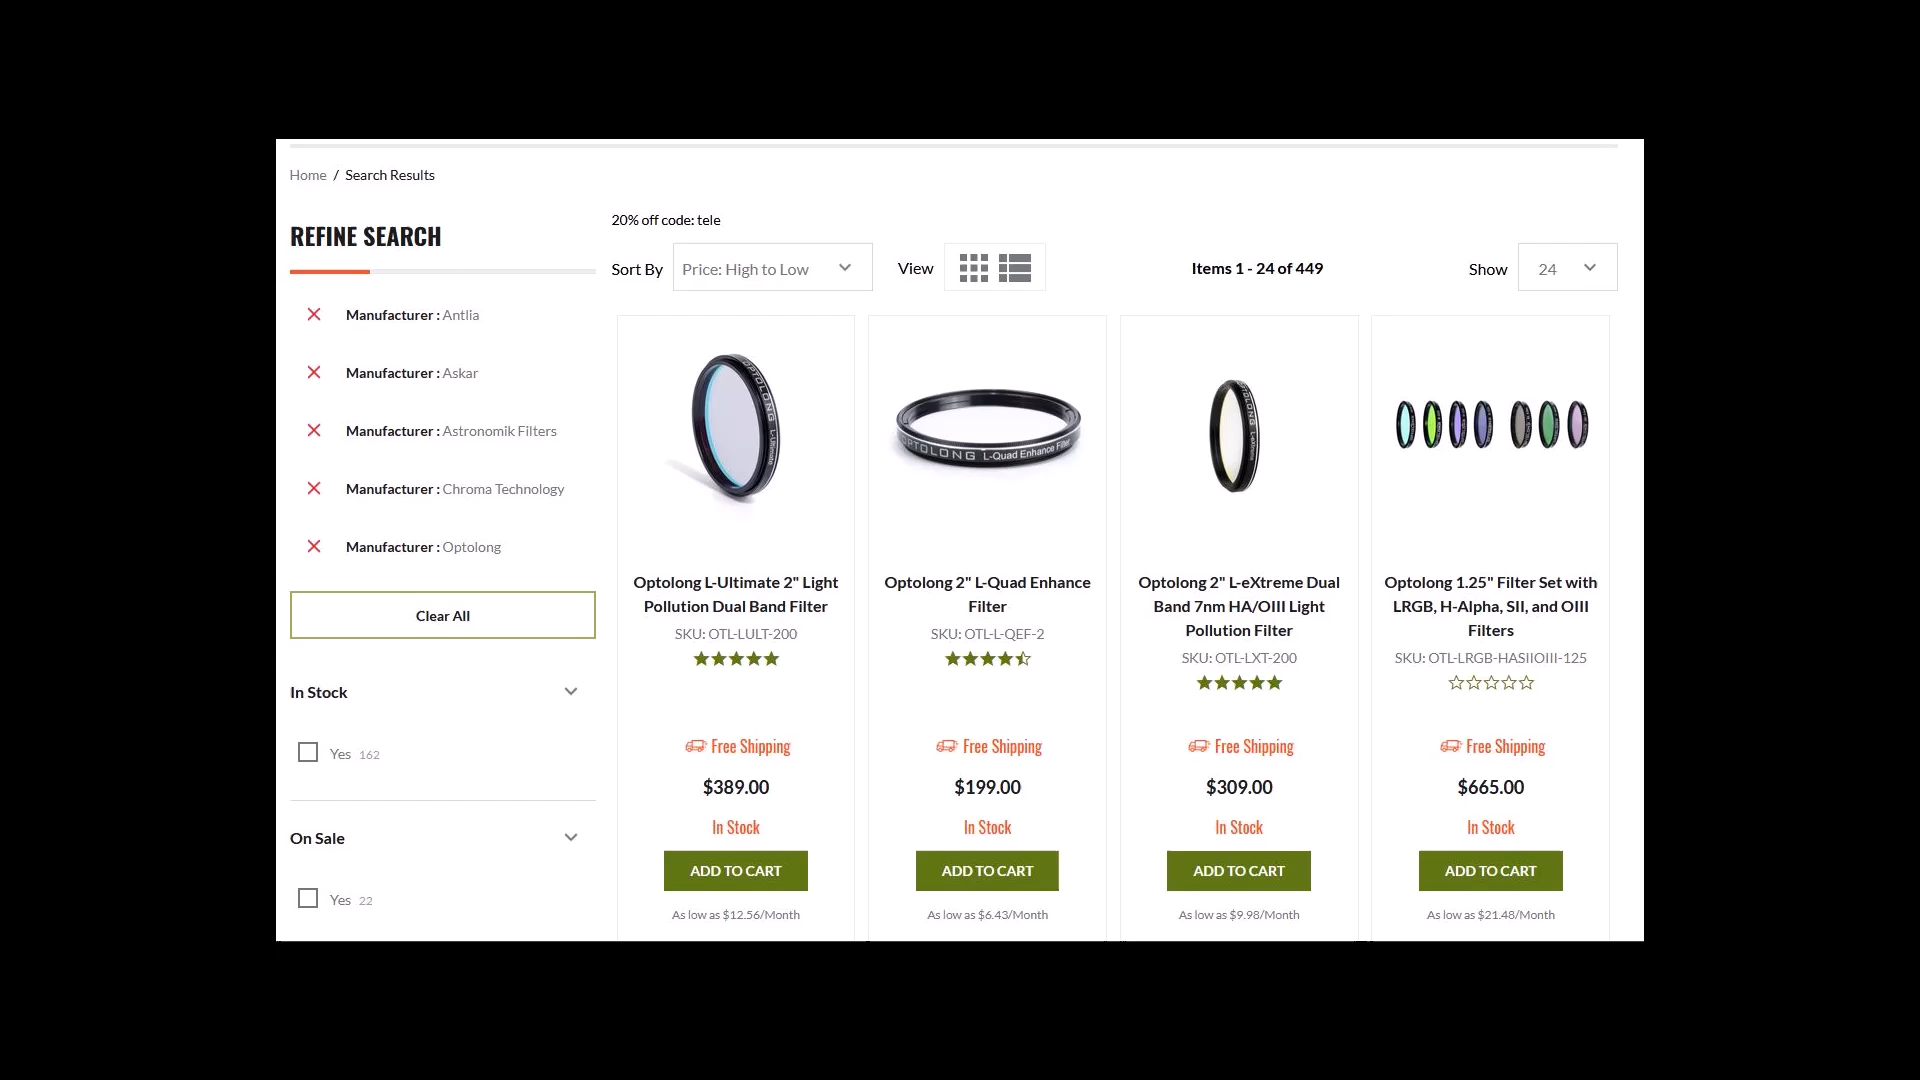 Home / Search Results
20% off code: tele
REFINE SEARCH
Sort By Price: High to Low View Items 1 - 24 of 449 Show 24
Manufacturer : Antlia
Manufacturer : Askar
Manufacturer : Astronomik Filters
Manufacturer : Chroma Technology
Manufacturer : Optolong
Clear All
In Stock
Yes 162
On Sale
Yes 22
OPTOLONG L-Ultimate
Optolong L-Ultimate 2" Light
Pollution Dual Band Filter
SKU: OTL-LULT-200
Free Shipping
$389.00
In Stock
ADD TO CART
As low as $12.56/Month
OPTOLONG L-Quad Enhance Filter
Optolong 2" L-Quad Enhance
Filter
SKU: OTL-L-QEF-2
Free Shipping
$199.00
In Stock
ADD TO CART
As low as $6.43/Month
OPTOLONG L-eXtreme
Optolong 2" L-eXtreme Dual
Band 7nm HA/OIII Light
Pollution Filter
SKU: OTL-LXT-200
Free Shipping
$309.00
In Stock
ADD TO CART
As low as $9.98/Month
Optolong 1.25" Filter Set with
LRGB, H-Alpha, SII, and OIII
Filters
SKU: OTL-LRGB-HASIIOIII-125
Free Shipping
$665.00
In Stock
ADD TO CART
As low as $21.48/Month